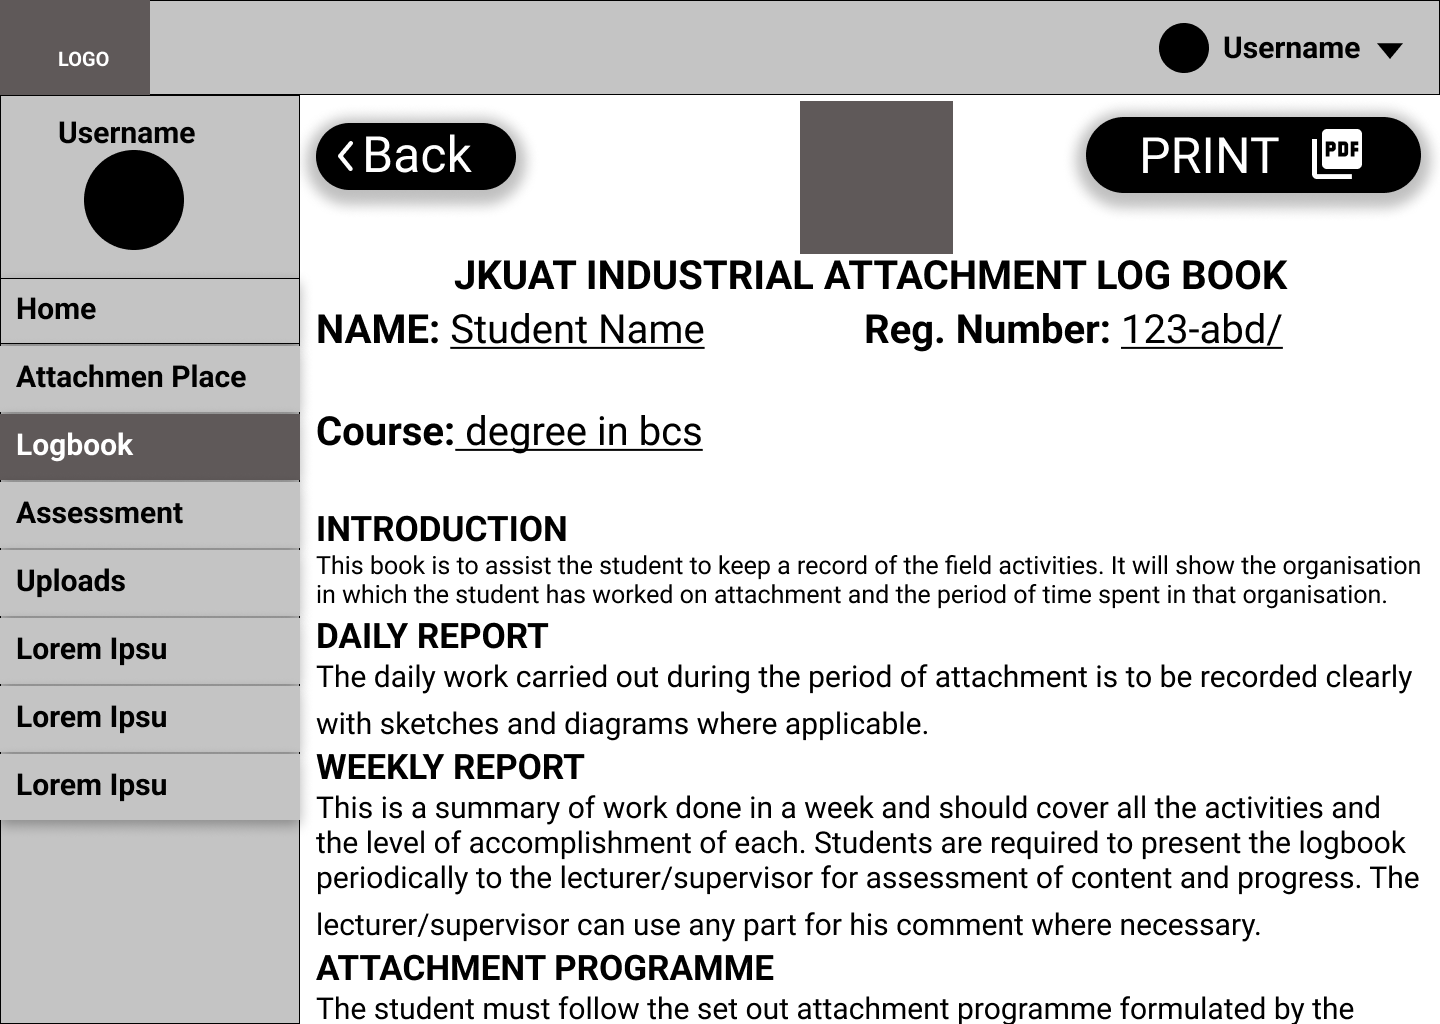 LOGO
Username
Username
Home
Attachmen Place
Logbook
Assessment
Uploads
Lorem Ipsu
Lorem Ipsu
Lorem Ipsu
Back
PRINT PDF
JKUAT INDUSTRIAL ATTACHMENT LOG BOOK
NAME: Student Name Reg. Number: 123-abd/
Course: degree in bcs
INTRODUCTION
This book is to assist the student to keep a record of the field activities. It will show the organisation
in which the student has worked on attachment and the period of time spent in that organisation.
DAILY REPORT
The daily work carried out during the period of attachment is to be recorded clearly
with sketches and diagrams where applicable.
WEEKLY REPORT
This is a summary of work done in a week and should cover all the activities and
the level of accomplishment of each. Students are required to present the logbook
periodically to the lecturer/supervisor for assessment of content and progress. The
lecturer/supervisor can use any part for his comment where necessary.
ATTACHMENT PROGRAMME
The student must follow the set out attachment programme formulated by the